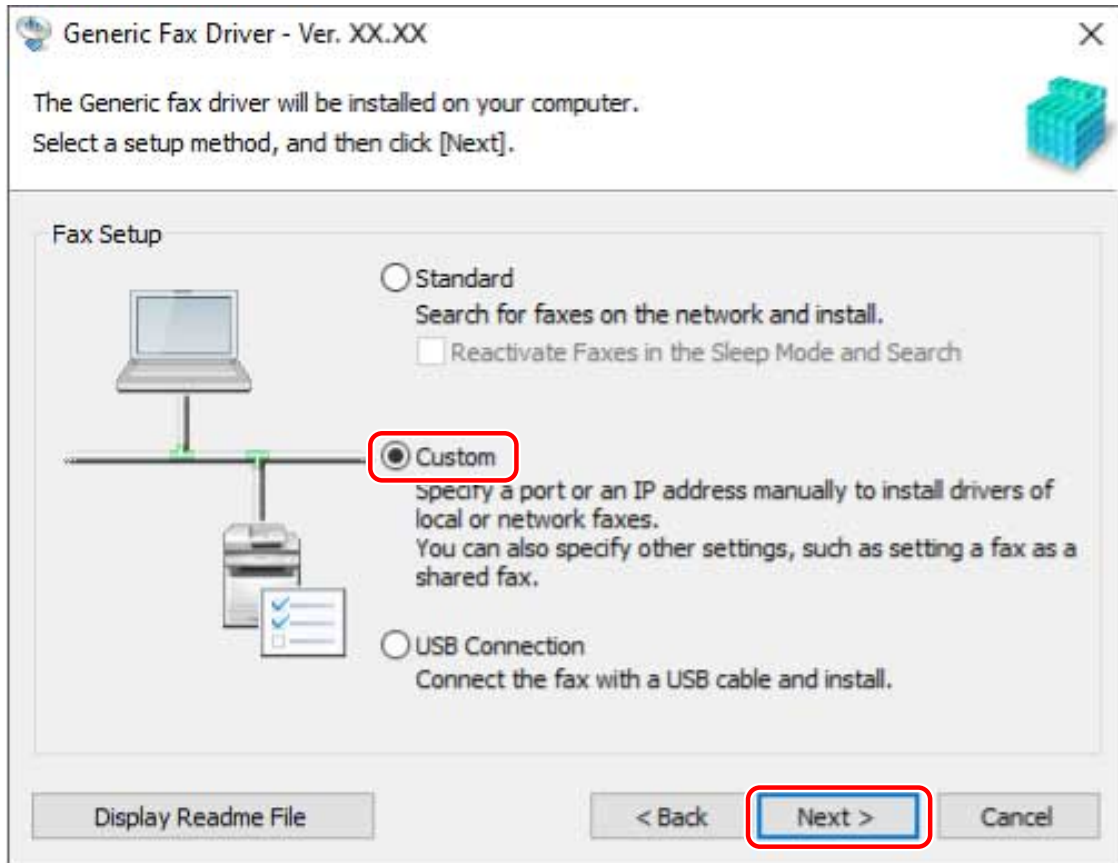 Generic Fax Driver - Ver. XX.XX
The Generic fax driver will be installed on your computer.
Select a setup method, and then click [Next].
Fax Setup
Standard
Search for faxes on the network and install.
Reactivate Faxes in the Sleep Mode and Search
Custom
Specify a port or an IP address manually to install drivers of
local or network faxes.
You can also specify other settings, such as setting a fax as a
shared fax.
USB Connection
Connect the fax with a USB cable and install.
Display Readme File
< Back
Next >
Cancel